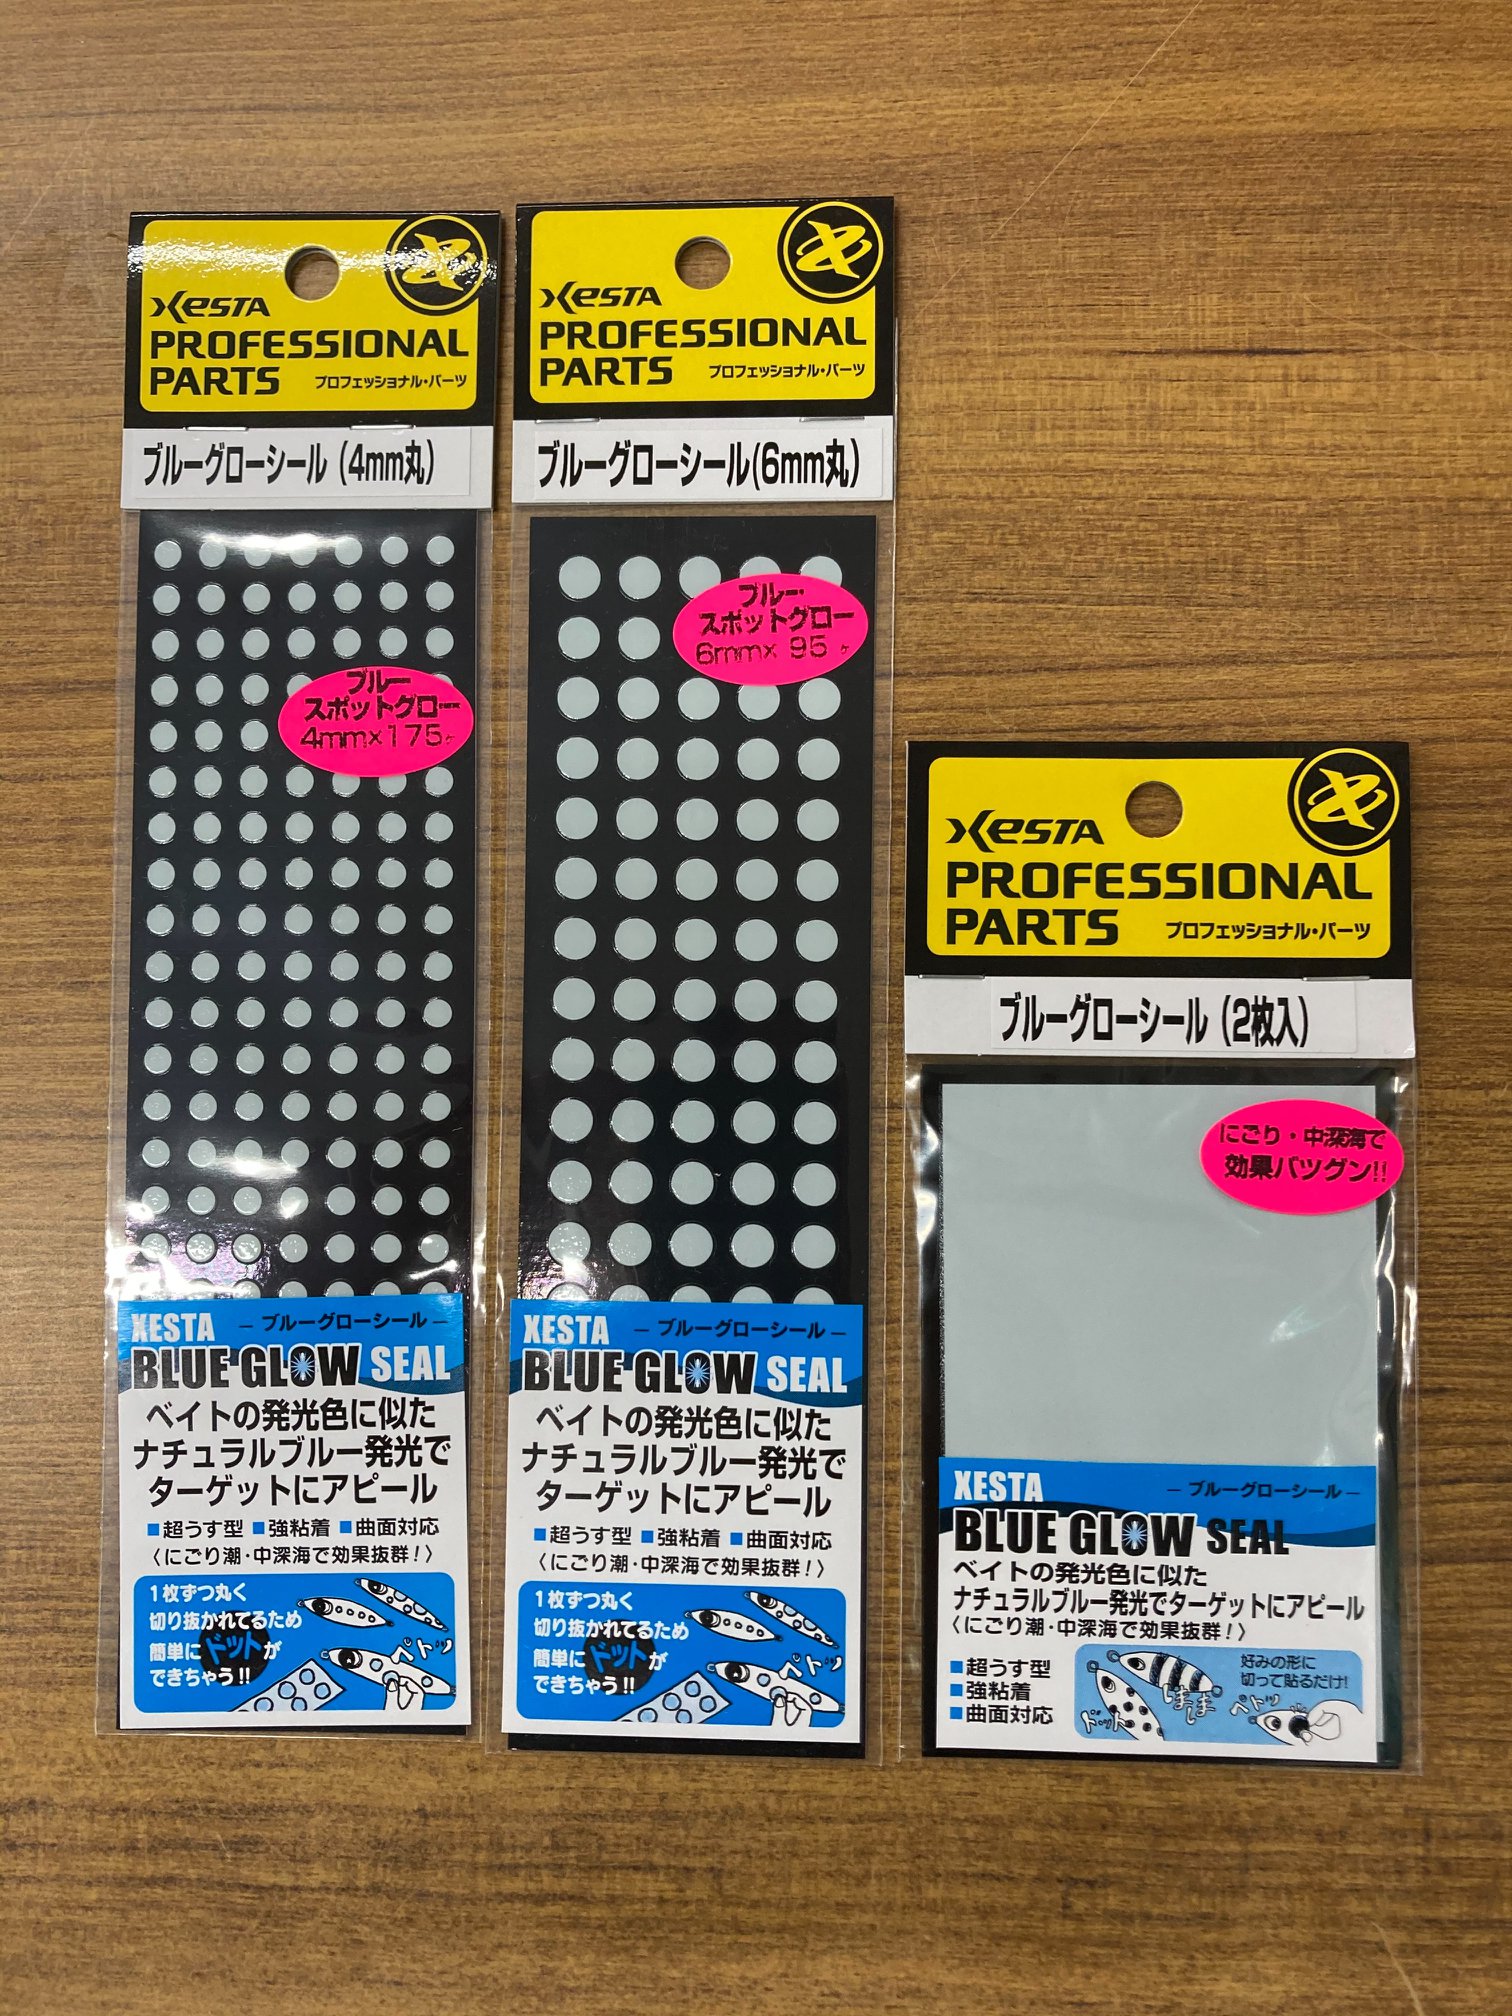 XESTA
PROFESSIONAL
PARTS プロフェッショナル・パーツ
ブルーグローシール (4mm丸)
ブルー
スポットグロー
4mm×175ヶ
XESTA – ブルーグローシール –
BLUE GLOW SEAL
ベイトの発光色に似た
ナチュラルブルー発光で
ターゲットにアピール
■超うす型 ■強粘着 ■曲面対応
〈にごり潮・中深海で効果抜群!〉
1枚ずつ丸く
切り抜かれてるため
簡単にドットが
できちゃう!!
ペトッ
XESTA
PROFESSIONAL
PARTS プロフェッショナル・パーツ
ブルーグローシール(6mm丸)
ブルー
スポットグロー
6mm× 95 ヶ
XESTA – ブルーグローシール –
BLUE GLOW SEAL
ベイトの発光色に似た
ナチュラルブルー発光で
ターゲットにアピール
■超うす型 ■強粘着 ■曲面対応
〈にごり潮・中深海で効果抜群!〉
1枚ずつ丸く
切り抜かれてるため
簡単にドットが
できちゃう!!
ペトッ
XESTA
PROFESSIONAL
PARTS プロフェッショナル・パーツ
ブルーグローシール (2枚入)
にごり・中深海で
効果バツグン!!
XESTA – ブルーグローシール –
BLUE GLOW SEAL
ベイトの発光色に似た
ナチュラルブルー発光でターゲットにアピール
〈にごり潮・中深海で効果抜群!〉
■超うす型
■強粘着
■曲面対応
好みの形に
切って貼るだけ!
しましま
ペトッ
ドット